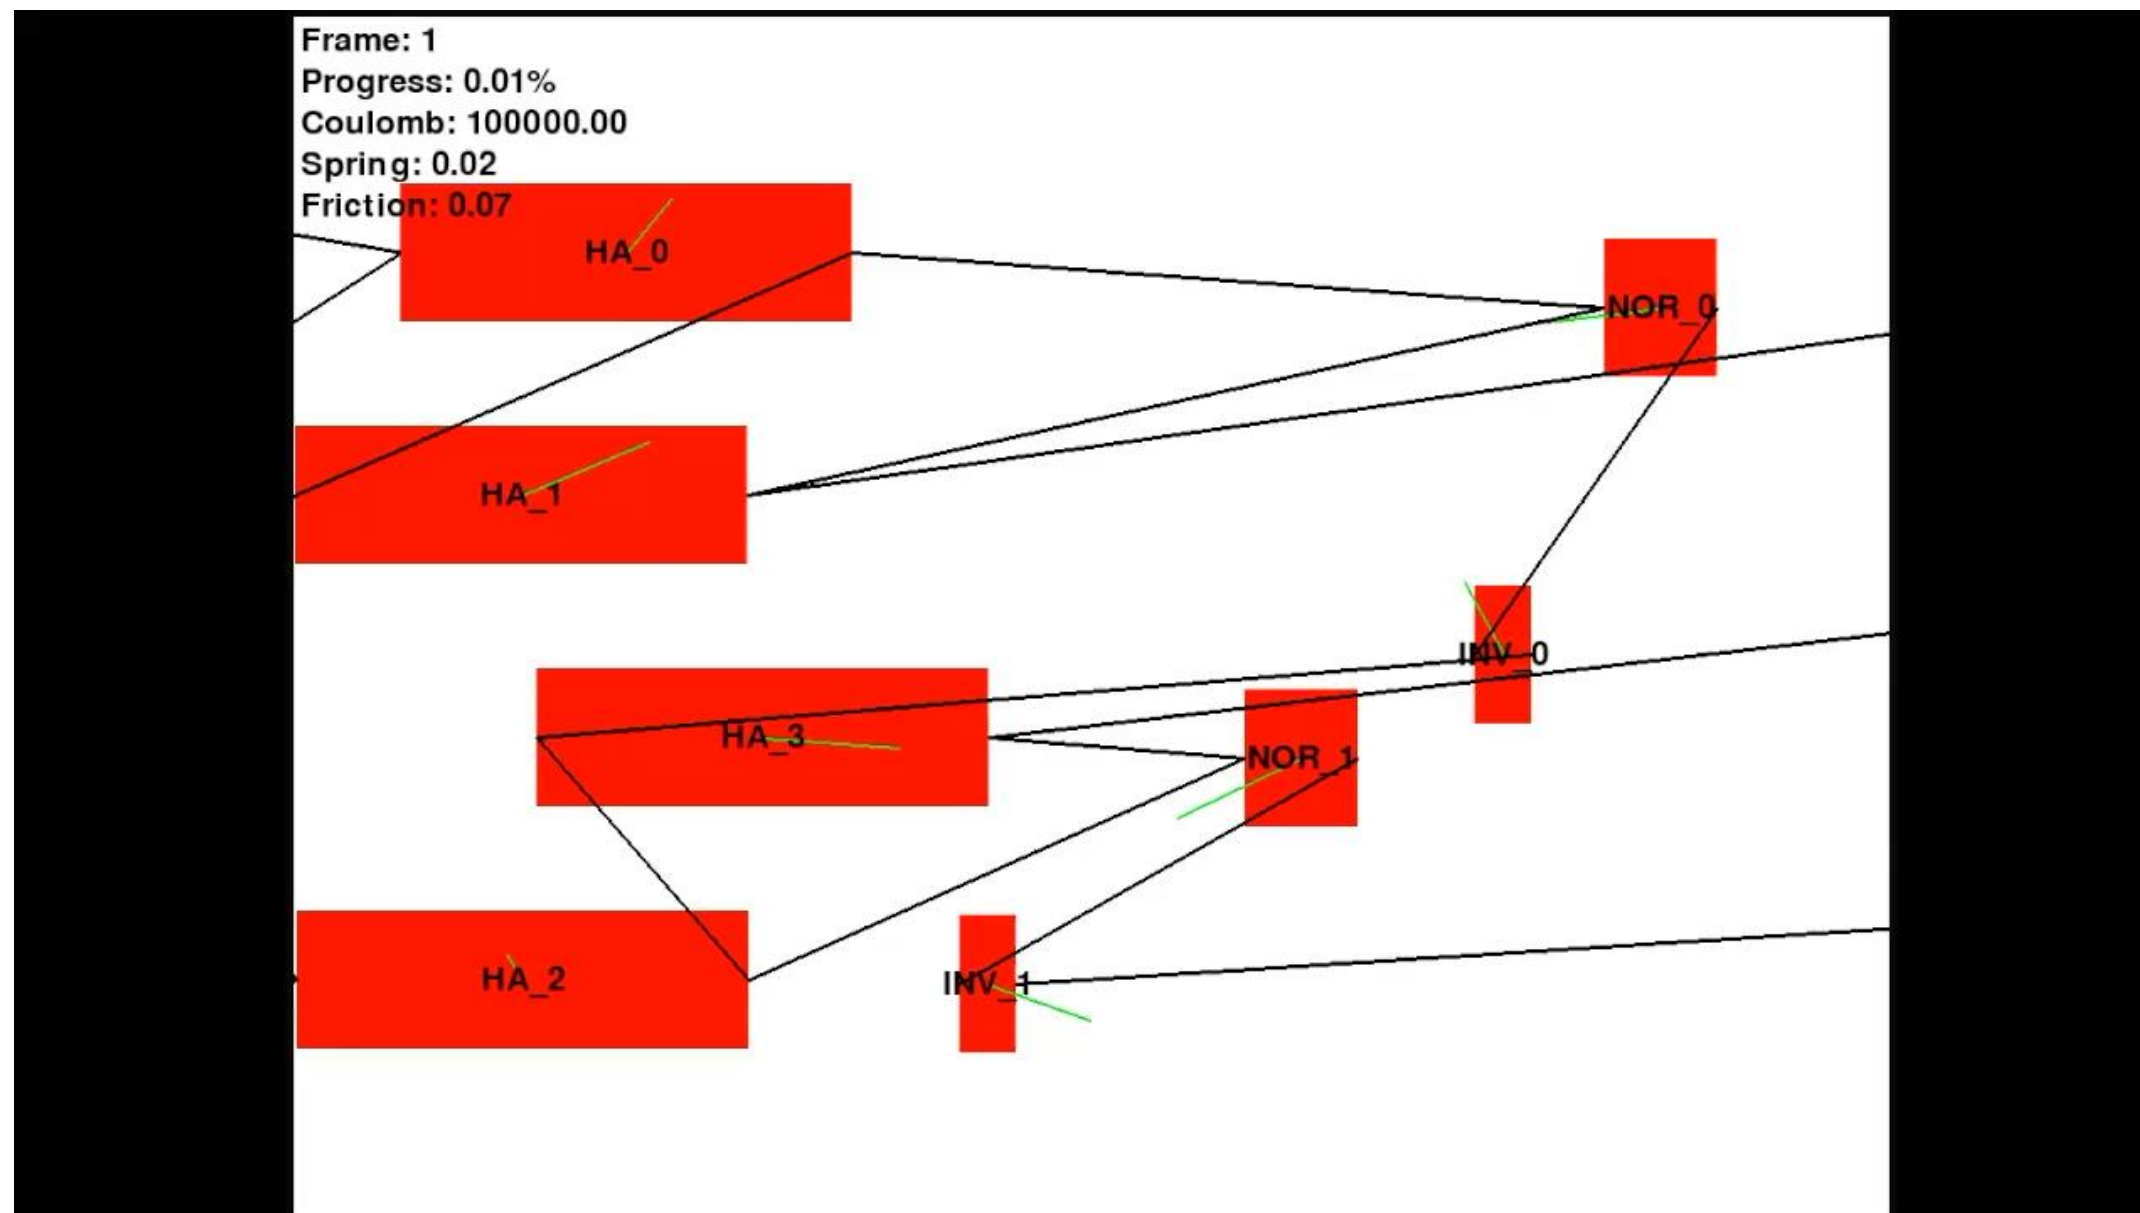 Frame: 1
Progress: 0.01%
Coulomb: 100000.00
Spring: 0.02
Friction: 0.07
HA_0
NOR_0
HA_1
INV_0
HA_3
NOR_1
HA_2
INV_1